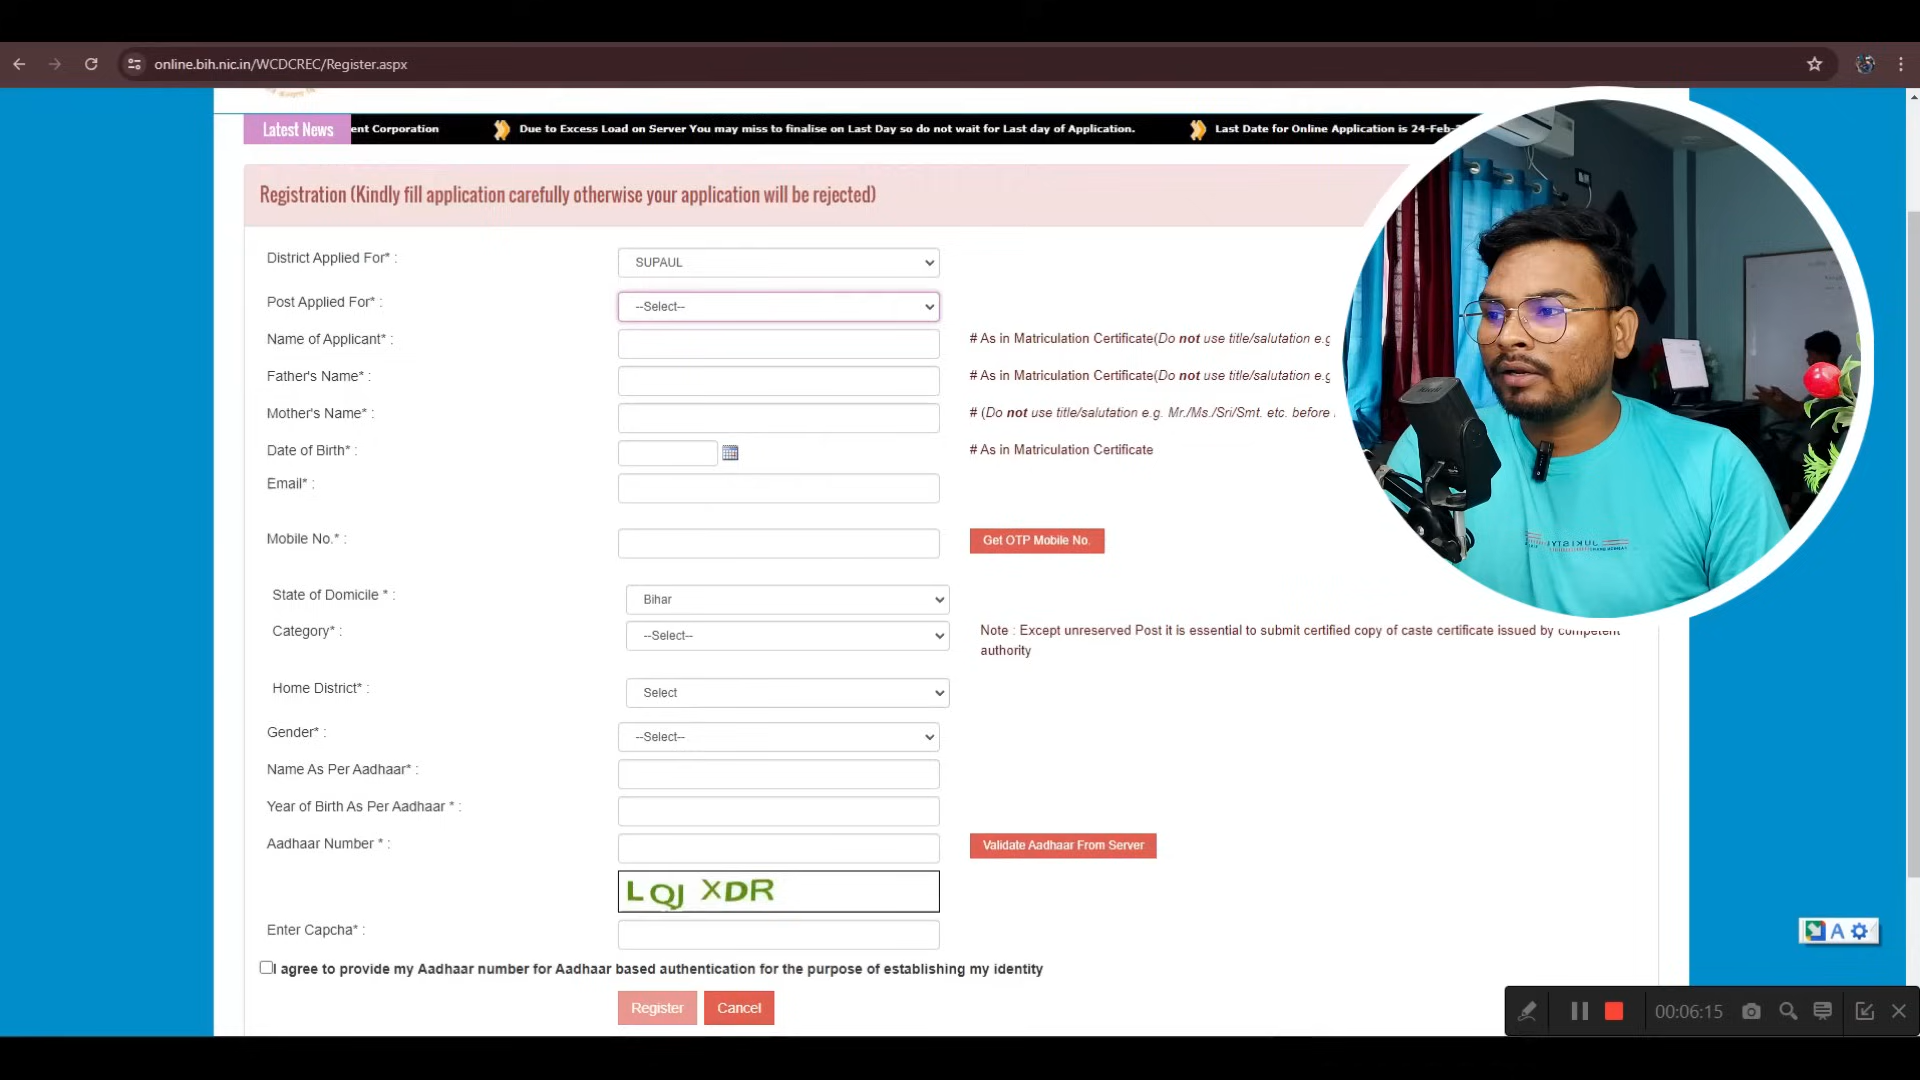 online.bih.nic.in/WCDCREC/Register.aspx
Latest News
ent Corporation
Due to Excess Load on Server You may miss to finalise on Last Day so do not wait for Last day of Application.
Last Date for Online Application is 24-Feb-
Registration (Kindly fill application carefully otherwise your application will be rejected)
District Applied For* :
SUPAUL
Post Applied For* :
--Select--
Name of Applicant* :
# As in Matriculation Certificate(Do not use title/salutation e.g
Father's Name* :
# As in Matriculation Certificate(Do not use title/salutation e.g
Mother's Name* :
# (Do not use title/salutation e.g. Mr./Ms./Sri/Smt. etc. before
Date of Birth* :
# As in Matriculation Certificate
Email* :
Mobile No.* :
Get OTP Mobile No.
State of Domicile * :
Bihar
Category* :
--Select--
Note : Except unreserved Post it is essential to submit certified copy of caste certificate issued by competent
authority
Home District* :
Select
Gender* :
--Select--
Name As Per Aadhaar* :
Year of Birth As Per Aadhaar * :
Aadhaar Number * :
Validate Aadhaar From Server
LQJ XDR
Enter Capcha* :
I agree to provide my Aadhaar number for Aadhaar based authentication for the purpose of establishing my identity
Register
Cancel
A
00:06:15